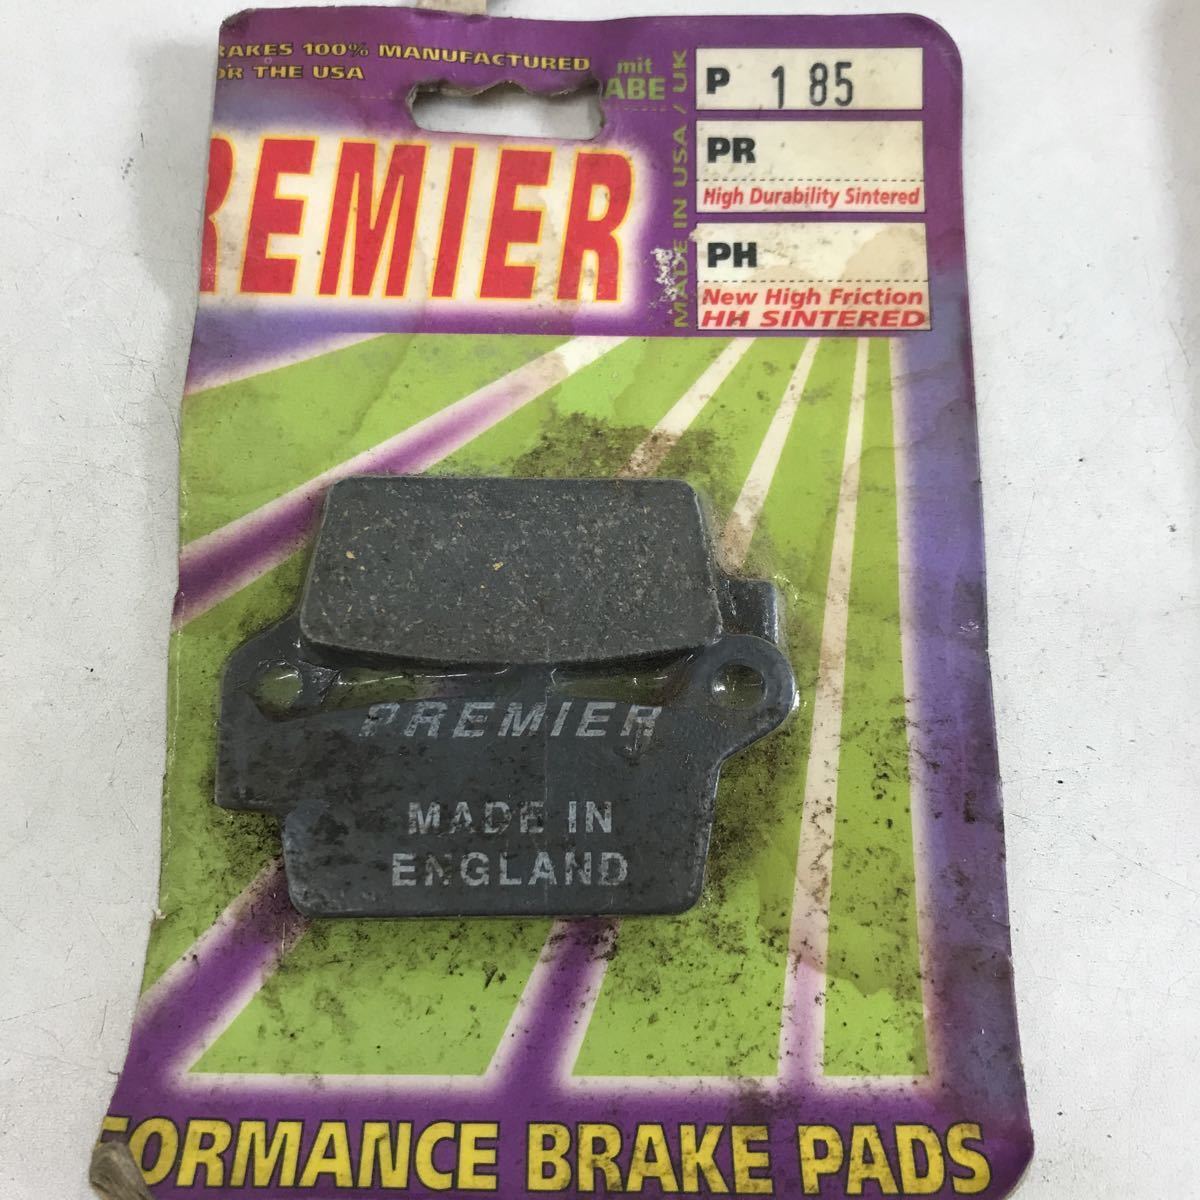 RAKES 100% MANUFACTURED
OR THE USA
mit
ABE
MADE IN USA / UK
P 185
PR
High Durability Sintered
PH
New High Friction
HH SINTERED
REMIER
PREMIER
MADE IN
ENGLAND
FORMANCE BRAKE PADS